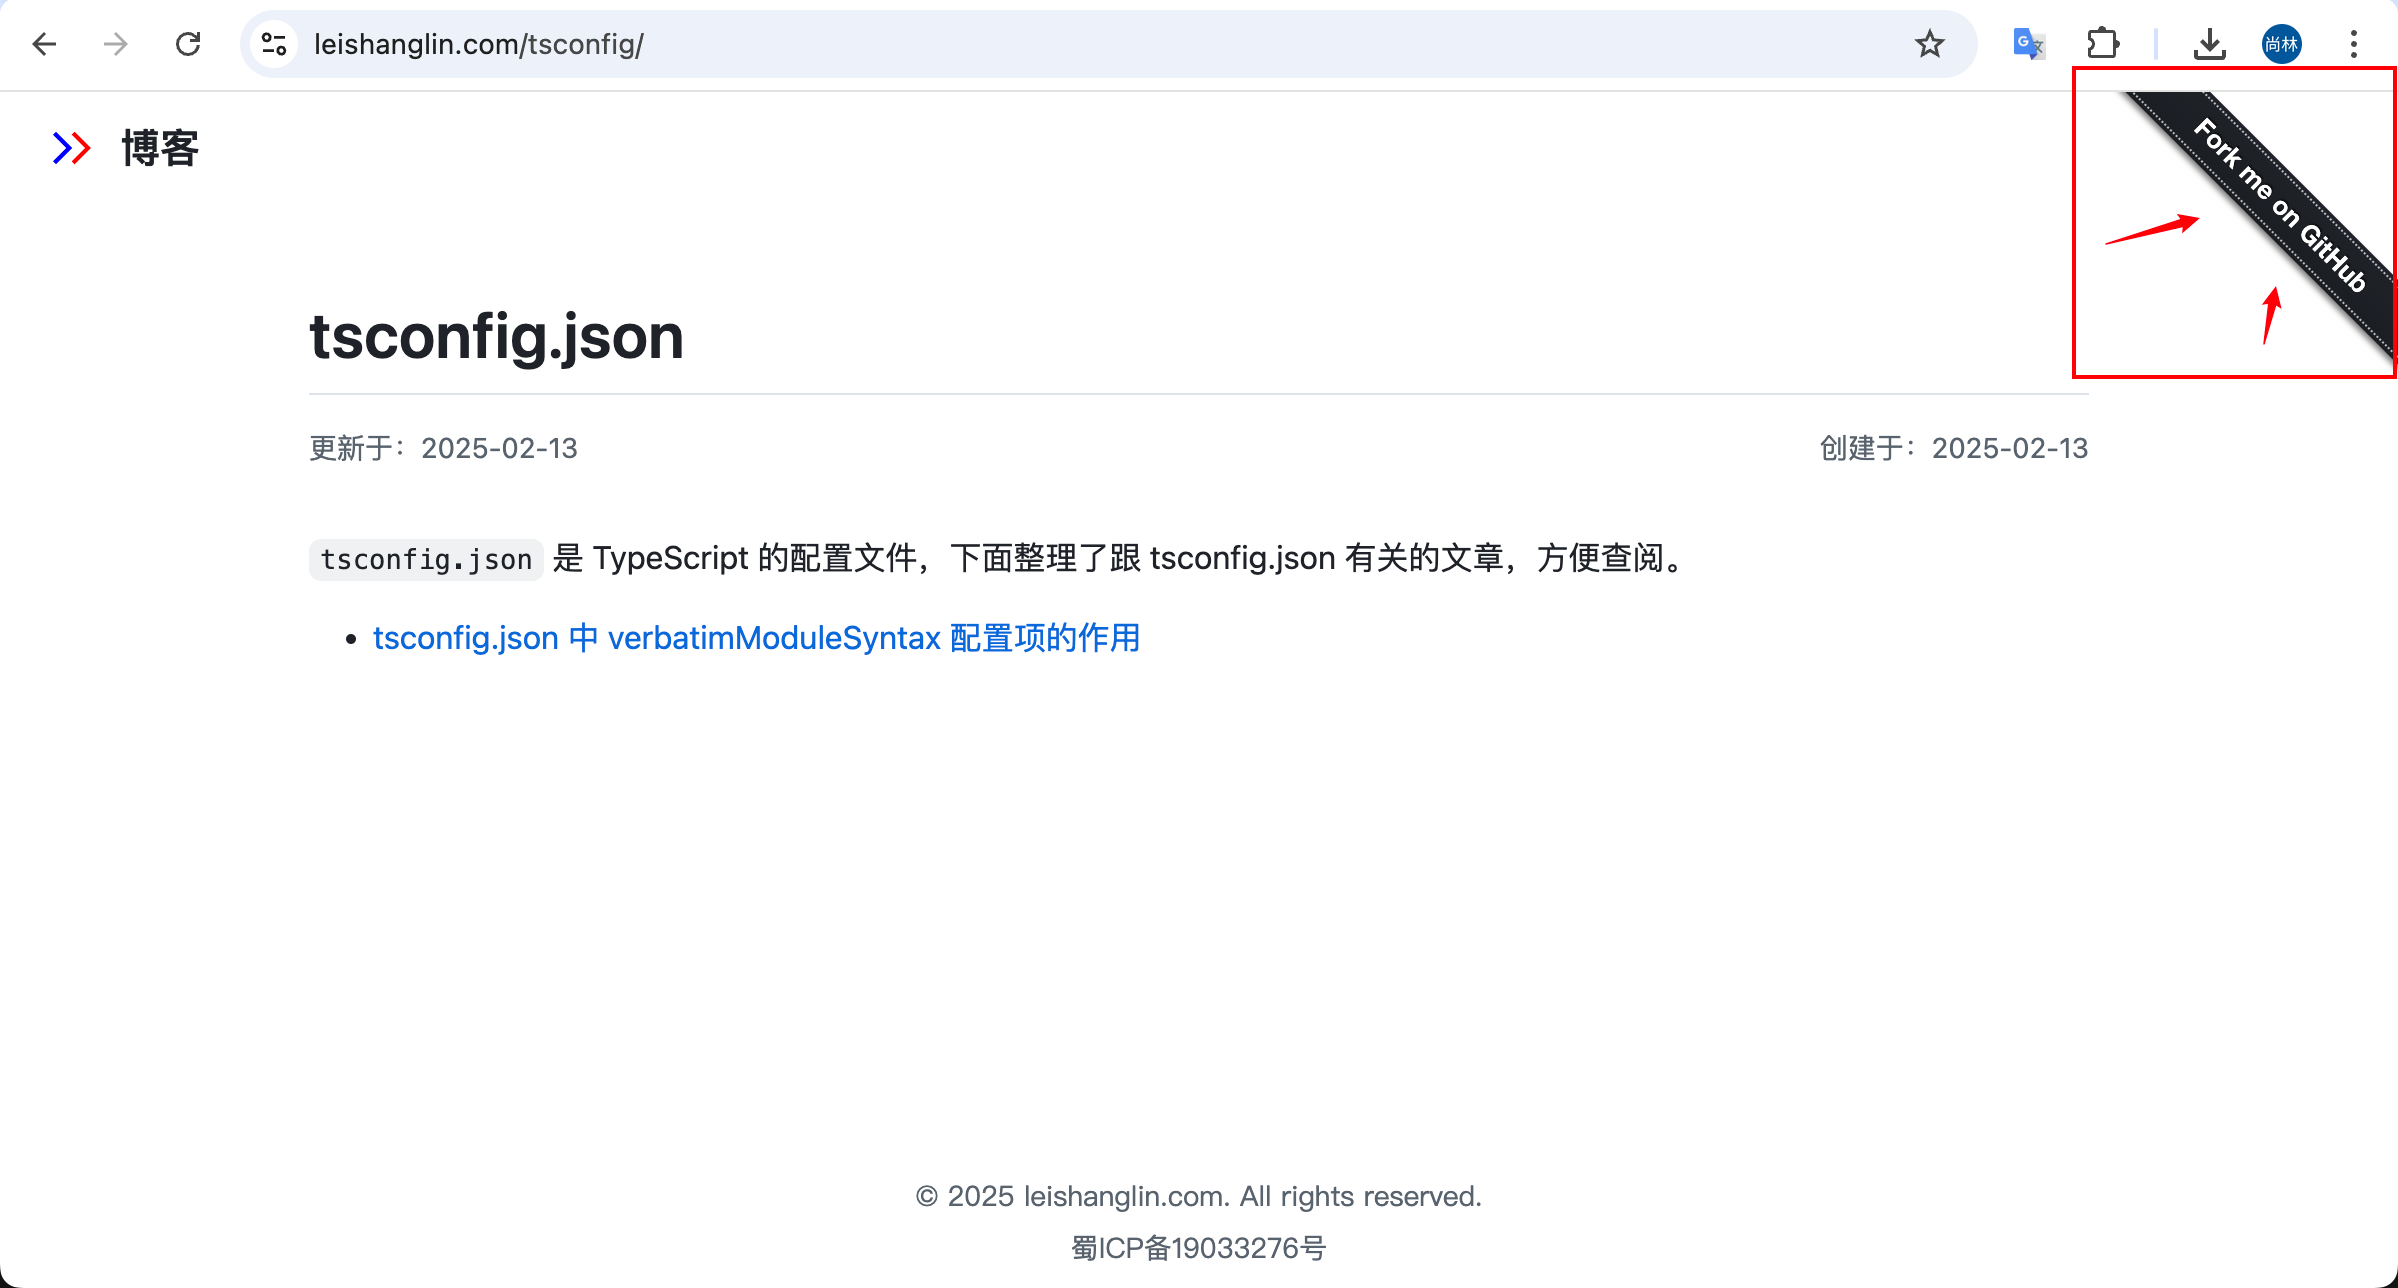 leishanglin.com/tsconfig/
尚林
博客
Fork me on GitHub
tsconfig.json
更新于：2025-02-13
创建于：2025-02-13
tsconfig.json 是 TypeScript 的配置文件，下面整理了跟 tsconfig.json 有关的文章，方便查阅。
tsconfig.json 中 verbatimModuleSyntax 配置项的作用
© 2025 leishanglin.com. All rights reserved.
蜀ICP备19033276号